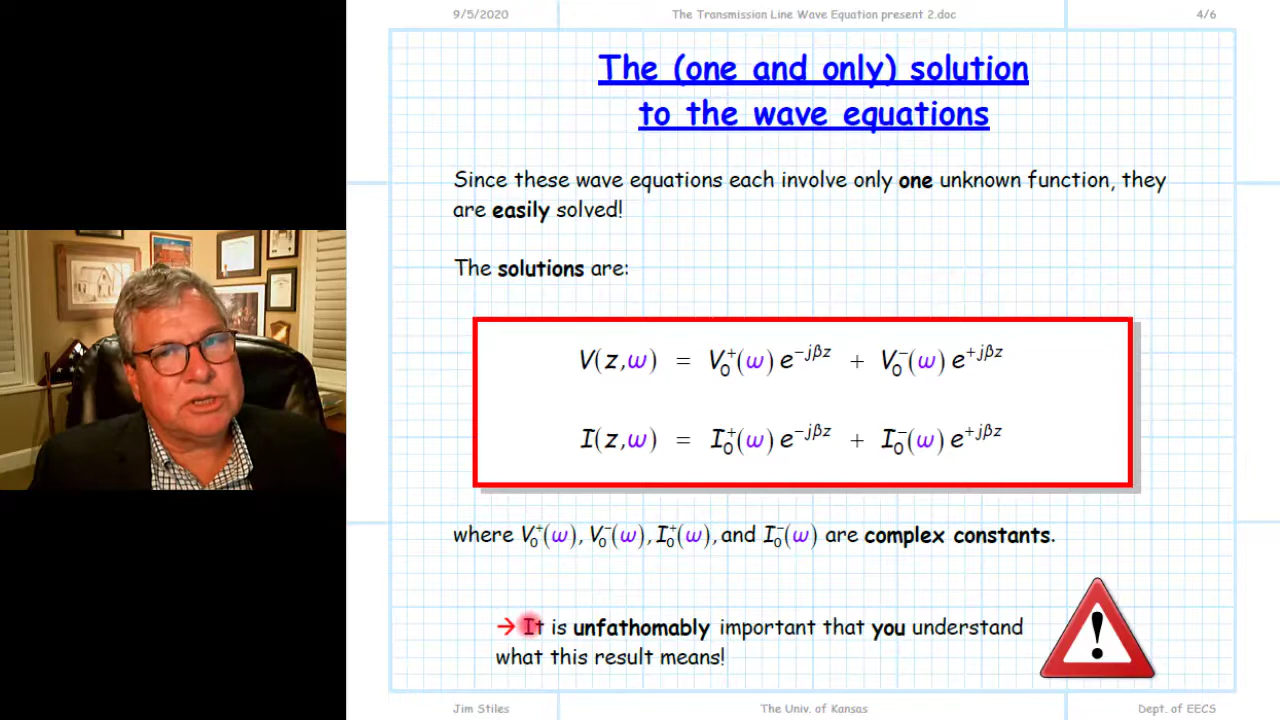 9/5/2020 The Transmission Line Wave Equation present 2.doc 4/6
The (one and only) solution
to the wave equations
Since these wave equations each involve only one unknown function, they
are easily solved!
The solutions are:
V(z,ω) = V₀⁺(ω) e^{−jβz} + V₀⁻(ω) e^{+jβz}
I(z,ω) = I₀⁺(ω) e^{−jβz} + I₀⁻(ω) e^{+jβz}
where V₀⁺(ω), V₀⁻(ω), I₀⁺(ω), and I₀⁻(ω) are complex constants.
→ It is unfathomably important that you understand
what this result means!
!
Jim Stiles The Univ. of Kansas Dept. of EECS